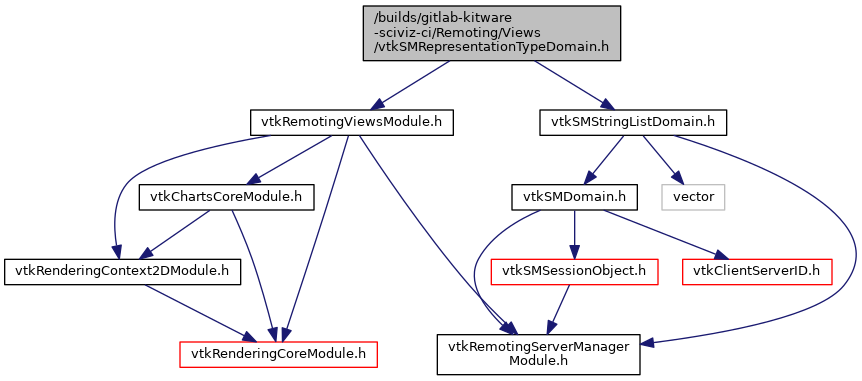 /builds/gitlab-kitware
-sciviz-ci/Remoting/Views
/vtkSMRepresentationTypeDomain.h
vtkRemotingViewsModule.h
vtkSMStringListDomain.h
vtkChartsCoreModule.h
vtkSMDomain.h
vector
vtkRenderingContext2DModule.h
vtkSMSessionObject.h
vtkClientServerID.h
vtkRenderingCoreModule.h
vtkRemotingServerManager
Module.h